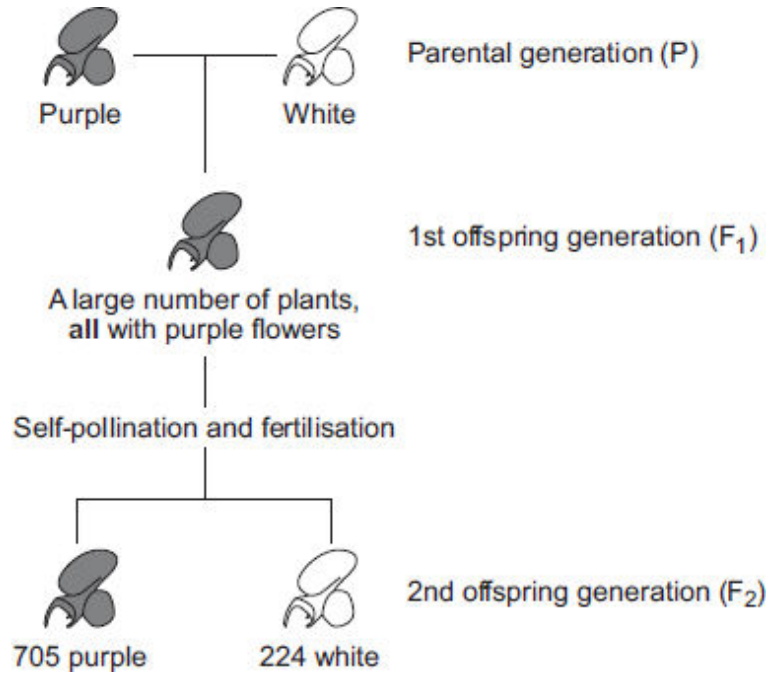 Parental generation (P)
Purple
White
1st offspring generation (F₁)
A large number of plants,
all with purple flowers
Self-pollination and fertilisation
2nd offspring generation (F₂)
705 purple
224 white